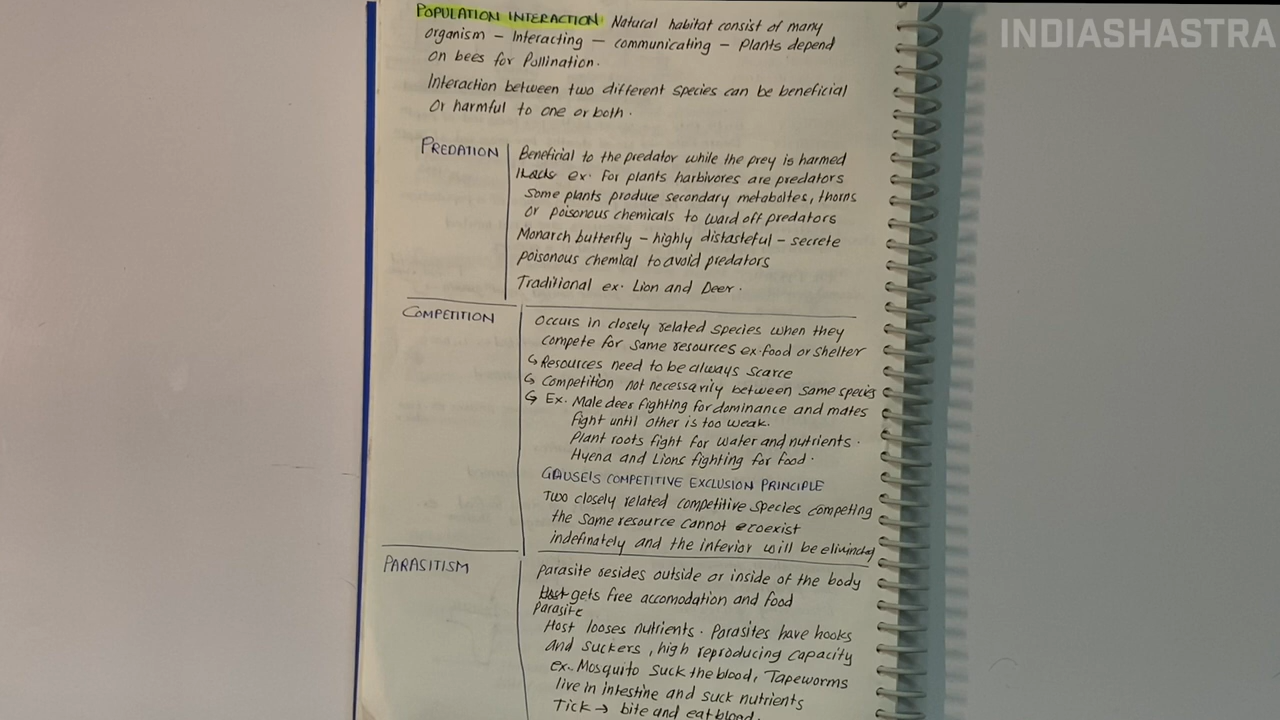 INDIASHASTRA
POPULATION INTERACTION: Natural habitat consist of many
organism – Interacting – communicating – Plants depend
on bees for Pollination.
Interaction between two different species can be beneficial
Or harmful to one or both.
PREDATION
Beneficial to the predator while the prey is harmed
ex. For plants harbivores are predators
Some plants produce secondary metaboltes, thorns
Or poisonous chemicals to ward off predators
Monarch butterfly – highly distasteful – secrete
poisonous chemical to avoid predators
Traditional ex. Lion and Deer.
COMPETITION
Occurs in closely related species when they
compete for same resources ex. food or shelter
↳ Resources need to be always scarce
↳ Competition not necessarily between same species
↳ Ex. Male deer fighting for dominance and mates
fight until other is too weak.
Plant roots fight for water and nutrients.
Hyena and Lions fighting for food.
GAUSE'S COMPETITIVE EXCLUSION PRINCIPLE
Two closely related competitive species competing
the same resource cannot coexist
indefinately and the inferior will be
PARASITISM
parasite resides outside or inside of the body
Host gets free accomodation and food
Parasite
Host looses nutrients. Parasites have hooks
and suckers, high reproducing capacity
ex. Mosquito suck the blood, Tapeworms
live in intestine and suck nutrients
Tick → bite and eat blood.